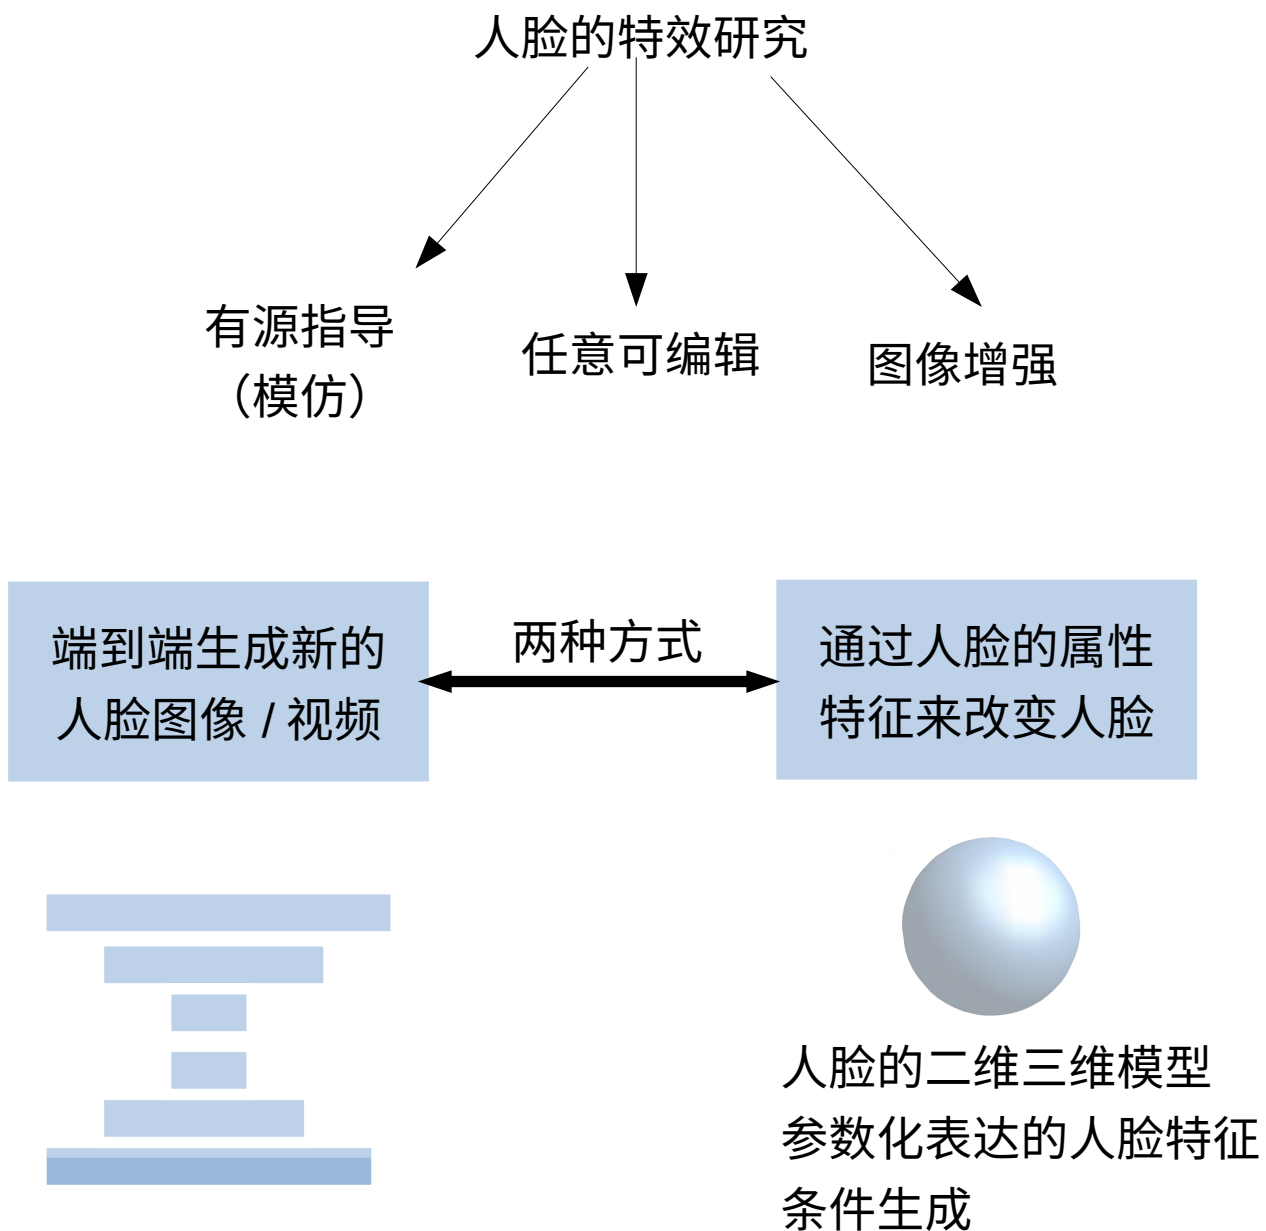 人脸的特效研究
有源指导
（模仿）
任意可编辑
图像增强
端到端生成新的
人脸图像 / 视频
两种方式
通过人脸的属性
特征来改变人脸
人脸的二维三维模型
参数化表达的人脸特征
条件生成